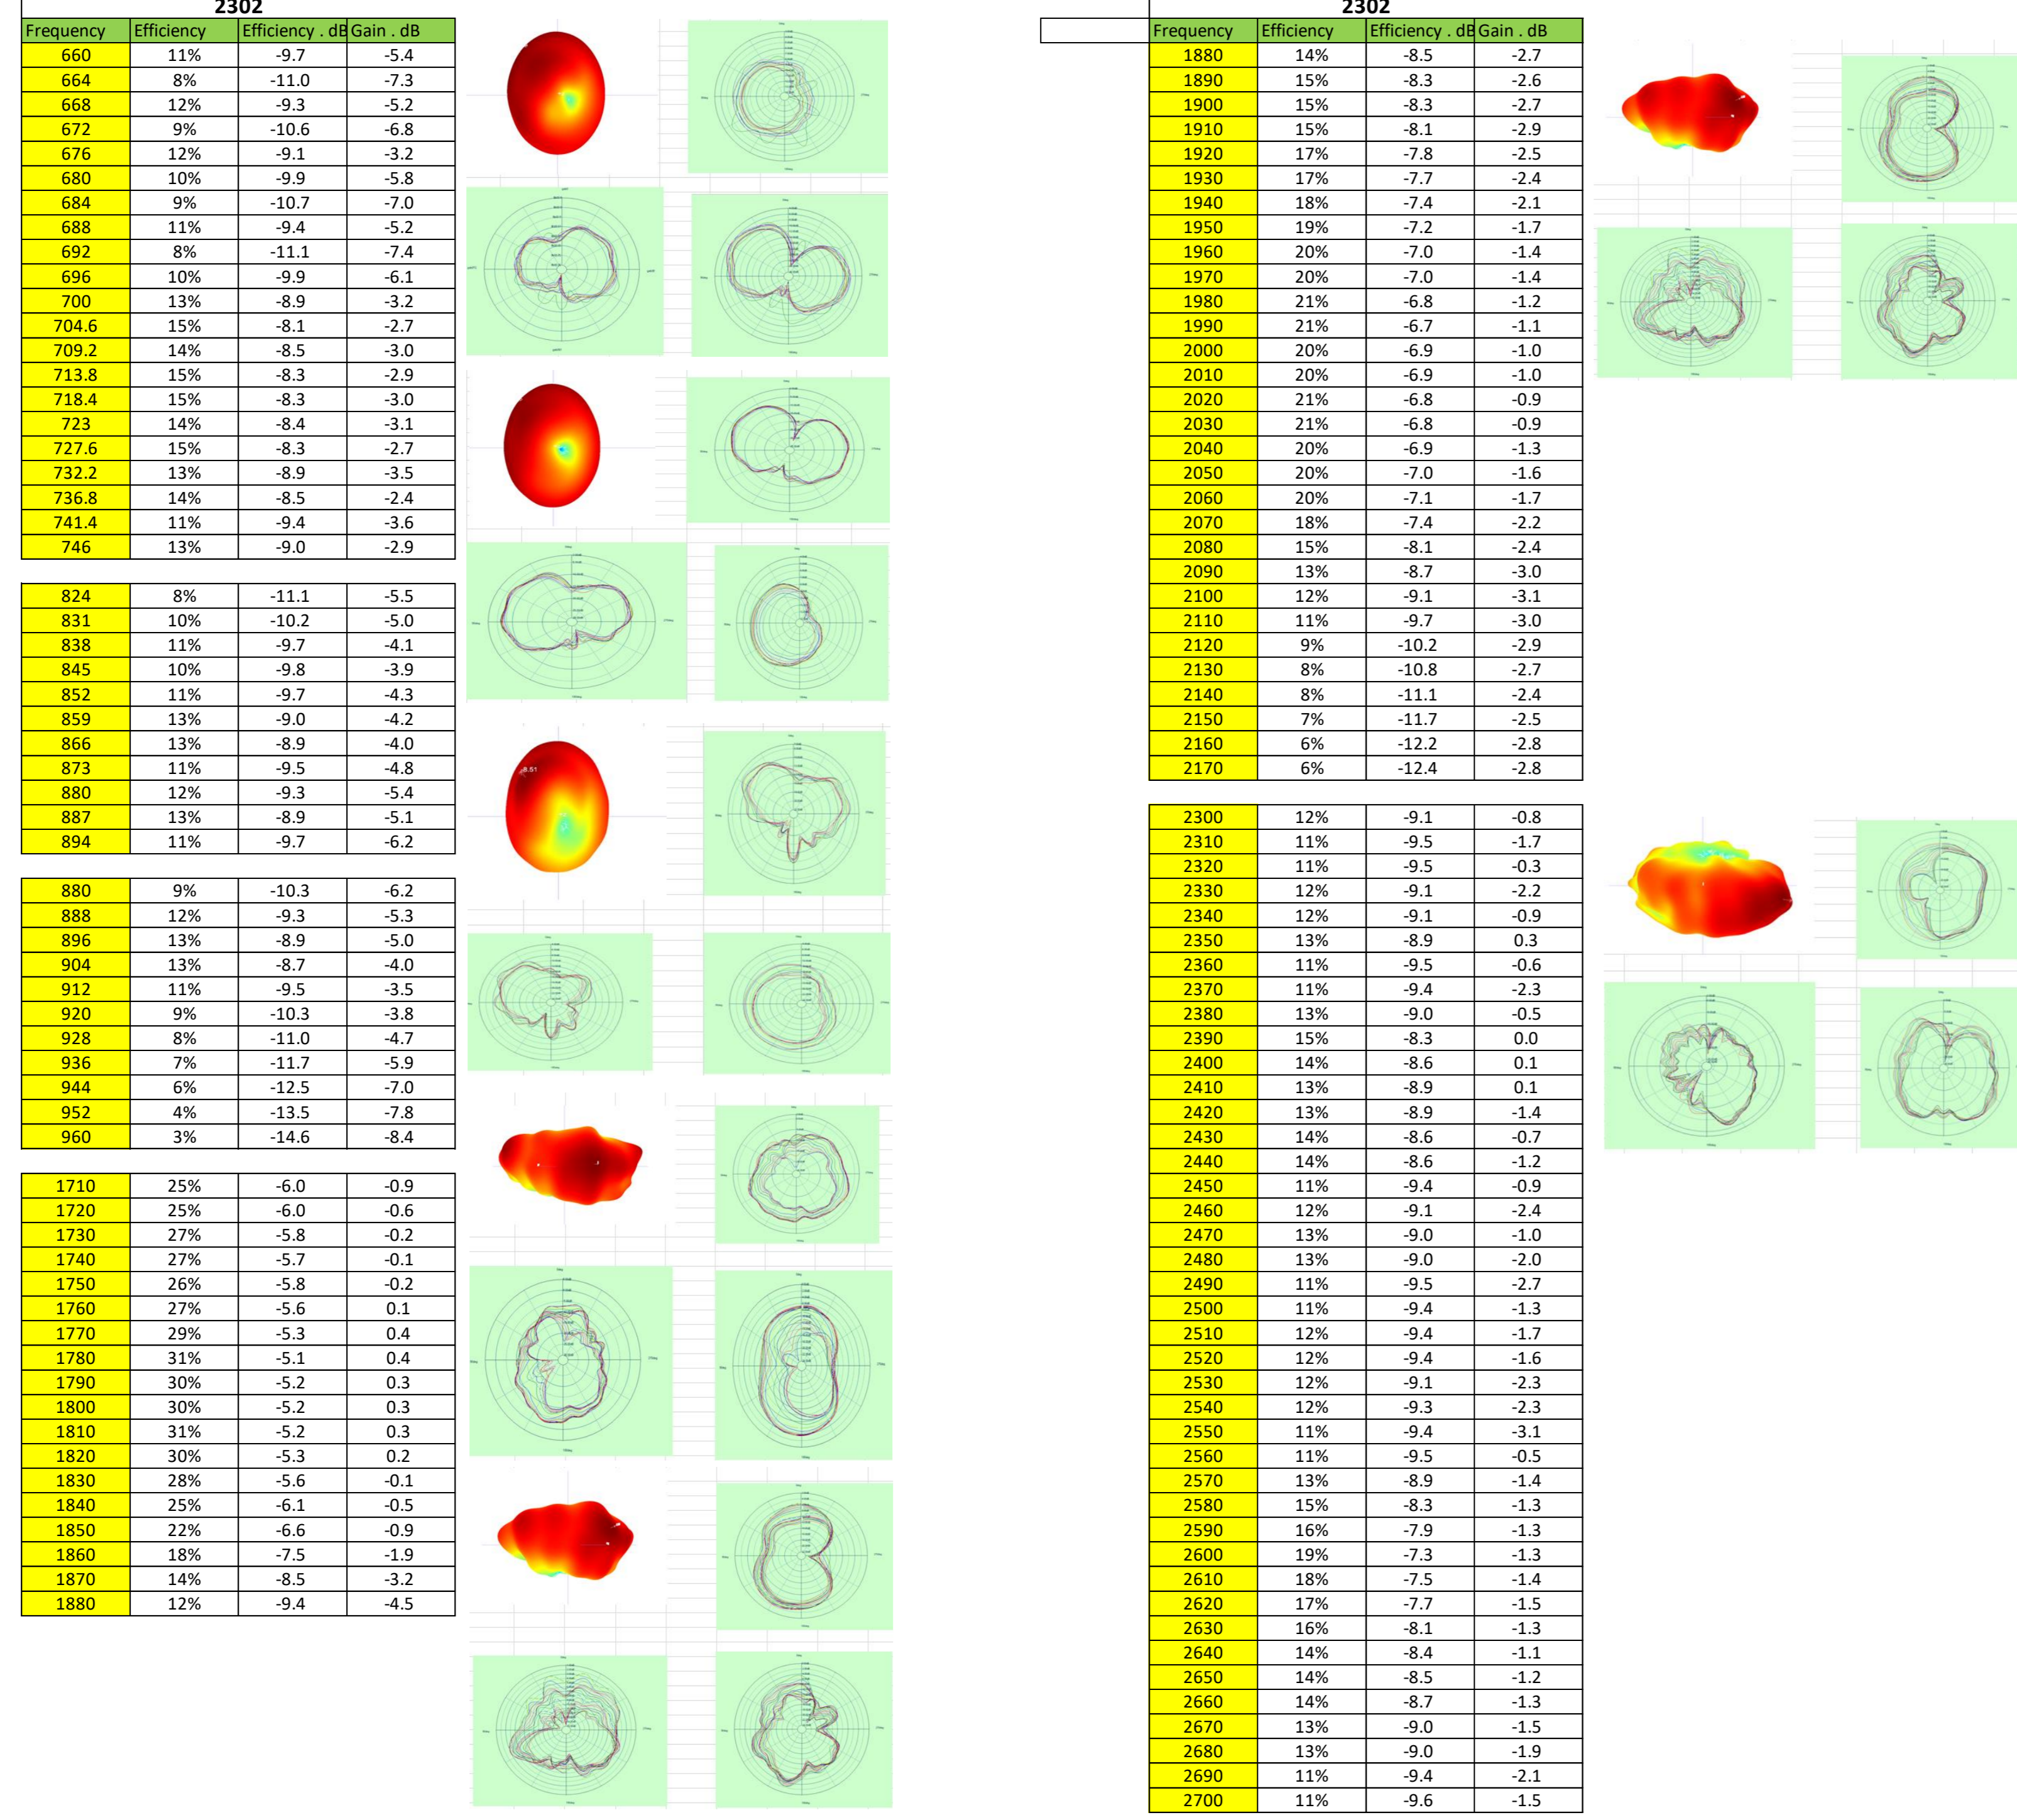 2302
Frequency Efficiency Efficiency . dB Gain . dB
660 11% -9.7 -5.4
664 8% -11.0 -7.3
668 12% -9.3 -5.2
672 9% -10.6 -6.8
676 12% -9.1 -3.2
680 10% -9.9 -5.8
684 9% -10.7 -7.0
688 11% -9.4 -5.2
692 8% -11.1 -7.4
696 10% -9.9 -6.1
700 13% -8.9 -3.2
704.6 15% -8.1 -2.7
709.2 14% -8.5 -3.0
713.8 15% -8.3 -2.9
718.4 15% -8.3 -3.0
723 14% -8.4 -3.1
727.6 15% -8.3 -2.7
732.2 13% -8.9 -3.5
736.8 14% -8.5 -2.4
741.4 11% -9.4 -3.6
746 13% -9.0 -2.9
824 8% -11.1 -5.5
831 10% -10.2 -5.0
838 11% -9.7 -4.1
845 10% -9.8 -3.9
852 11% -9.7 -4.3
859 13% -9.0 -4.2
866 13% -8.9 -4.0
873 11% -9.5 -4.8
880 12% -9.3 -5.4
887 13% -8.9 -5.1
894 11% -9.7 -6.2
880 9% -10.3 -6.2
888 12% -9.3 -5.3
896 13% -8.9 -5.0
904 13% -8.7 -4.0
912 11% -9.5 -3.5
920 9% -10.3 -3.8
928 8% -11.0 -4.7
936 7% -11.7 -5.9
944 6% -12.5 -7.0
952 4% -13.5 -7.8
960 3% -14.6 -8.4
1710 25% -6.0 -0.9
1720 25% -6.0 -0.6
1730 27% -5.8 -0.2
1740 27% -5.7 -0.1
1750 26% -5.8 -0.2
1760 27% -5.6 0.1
1770 29% -5.3 0.4
1780 31% -5.1 0.4
1790 30% -5.2 0.3
1800 30% -5.2 0.3
1810 31% -5.2 0.3
1820 30% -5.3 0.2
1830 28% -5.6 -0.1
1840 25% -6.1 -0.5
1850 22% -6.6 -0.9
1860 18% -7.5 -1.9
1870 14% -8.5 -3.2
1880 12% -9.4 -4.5
2302
Frequency Efficiency Efficiency . dB Gain . dB
1880 14% -8.5 -2.7
1890 15% -8.3 -2.6
1900 15% -8.3 -2.7
1910 15% -8.1 -2.9
1920 17% -7.8 -2.5
1930 17% -7.7 -2.4
1940 18% -7.4 -2.1
1950 19% -7.2 -1.7
1960 20% -7.0 -1.4
1970 20% -7.0 -1.4
1980 21% -6.8 -1.2
1990 21% -6.7 -1.1
2000 20% -6.9 -1.0
2010 20% -6.9 -1.0
2020 21% -6.8 -0.9
2030 21% -6.8 -0.9
2040 20% -6.9 -1.3
2050 20% -7.0 -1.6
2060 20% -7.1 -1.7
2070 18% -7.4 -2.2
2080 15% -8.1 -2.4
2090 13% -8.7 -3.0
2100 12% -9.1 -3.1
2110 11% -9.7 -3.0
2120 9% -10.2 -2.9
2130 8% -10.8 -2.7
2140 8% -11.1 -2.4
2150 7% -11.7 -2.5
2160 6% -12.2 -2.8
2170 6% -12.4 -2.8
2300 12% -9.1 -0.8
2310 11% -9.5 -1.7
2320 11% -9.5 -0.3
2330 12% -9.1 -2.2
2340 12% -9.1 -0.9
2350 13% -8.9 0.3
2360 11% -9.5 -0.6
2370 11% -9.4 -2.3
2380 13% -9.0 -0.5
2390 15% -8.3 0.0
2400 14% -8.6 0.1
2410 13% -8.9 0.1
2420 13% -8.9 -1.4
2430 14% -8.6 -0.7
2440 14% -8.6 -1.2
2450 11% -9.4 -0.9
2460 12% -9.1 -2.4
2470 13% -9.0 -1.0
2480 13% -9.0 -2.0
2490 11% -9.5 -2.7
2500 11% -9.4 -1.3
2510 12% -9.4 -1.7
2520 12% -9.4 -1.6
2530 12% -9.1 -2.3
2540 12% -9.3 -2.3
2550 11% -9.4 -3.1
2560 11% -9.5 -0.5
2570 13% -8.9 -1.4
2580 15% -8.3 -1.3
2590 16% -7.9 -1.3
2600 19% -7.3 -1.3
2610 18% -7.5 -1.4
2620 17% -7.7 -1.5
2630 16% -8.1 -1.3
2640 14% -8.4 -1.1
2650 14% -8.5 -1.2
2660 14% -8.7 -1.3
2670 13% -9.0 -1.5
2680 13% -9.0 -1.9
2690 11% -9.4 -2.1
2700 11% -9.6 -1.5